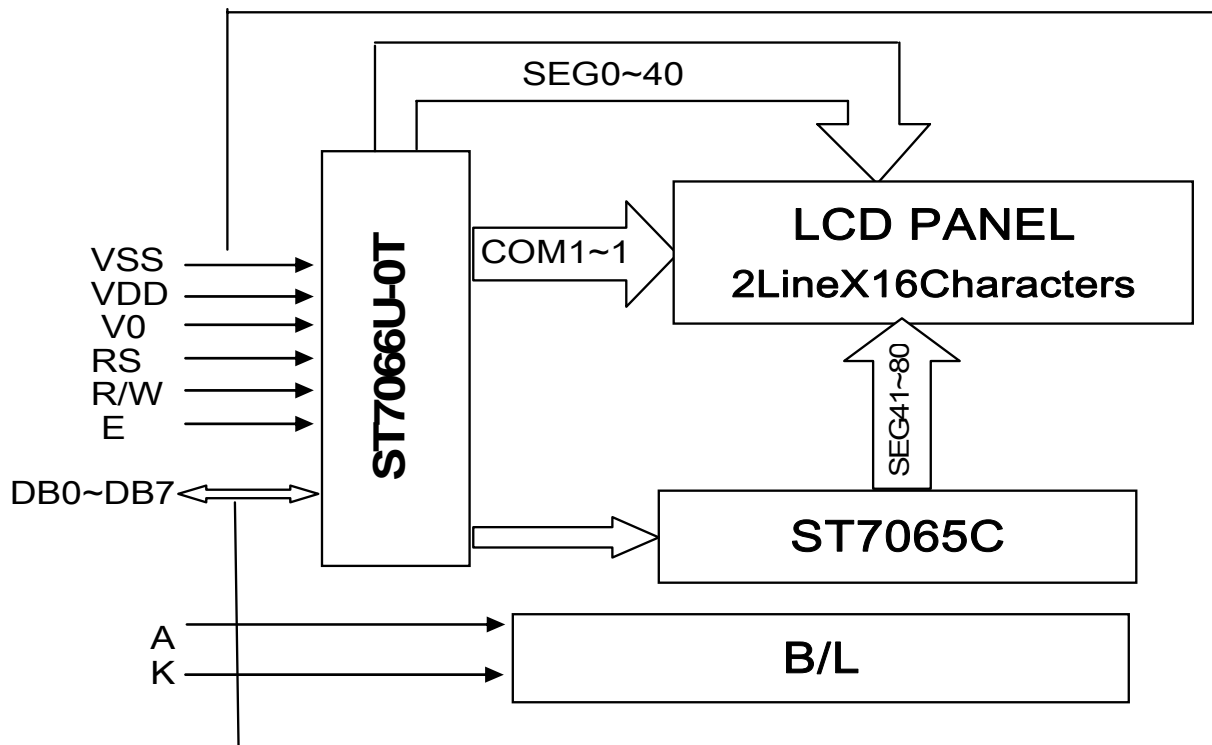 SEG0~40
LCD PANEL
2LineX16Characters
COM1~1
ST7066U-0T
VSS
VDD
V0
RS
R/W
E
DB0~DB7
SEG41~80
ST7065C
A
K
B/L